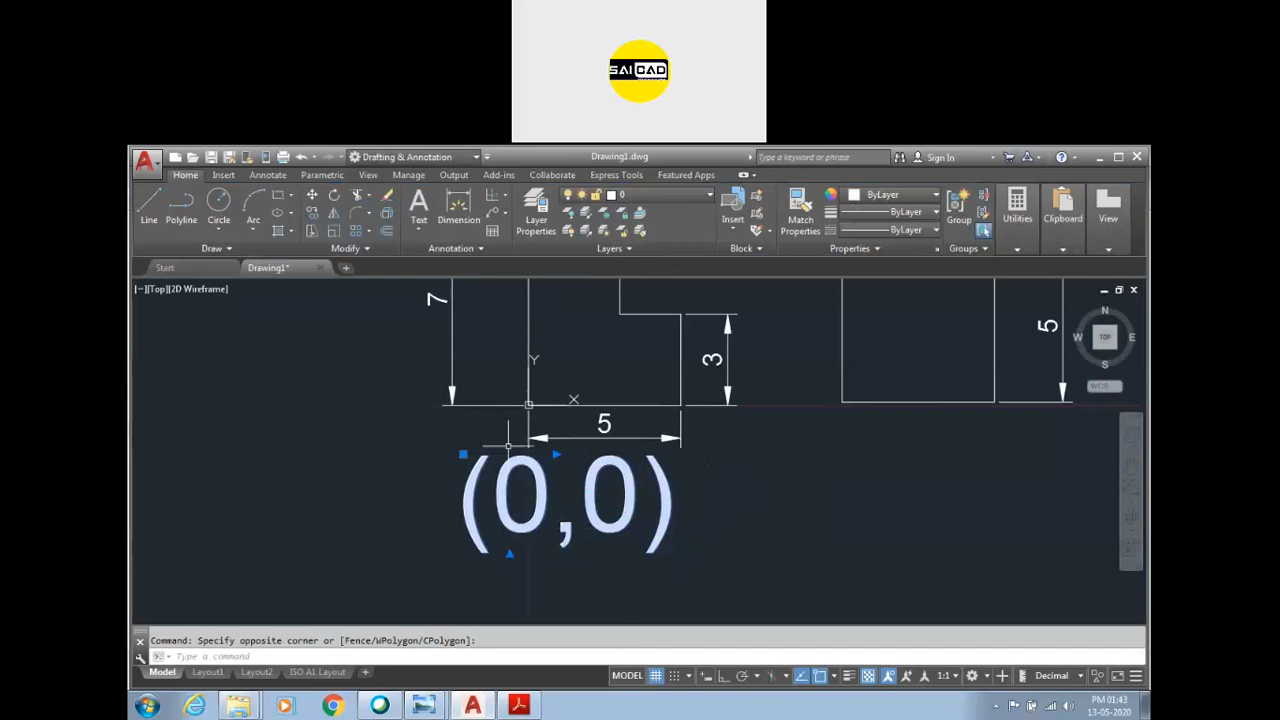 SAI CAD
Drafting & Annotation
Drawing1.dwg
Type a keyword or phrase
Sign In
Home Insert Annotate Parametric View Manage Output Add-ins Collaborate Express Tools Featured Apps
0
ByLayer
Line Polyline Circle Arc Text Dimension Layer Properties Insert Match Properties ByLayer Group Utilities Clipboard View
ByLayer
Draw Modify Annotation Layers Block Properties Groups
Start Drawing1*
[−][Top][2D Wireframe]
7
N
W TOP E
S
5
3
Y
X
WCS
5
(0,0)
Command: Specify opposite corner or [Fence/WPolygon/CPolygon]:
Type a command
Model Layout1 Layout2 ISO A1 Layout
MODEL 1:1 Decimal
PM 01:43
13-05-2020